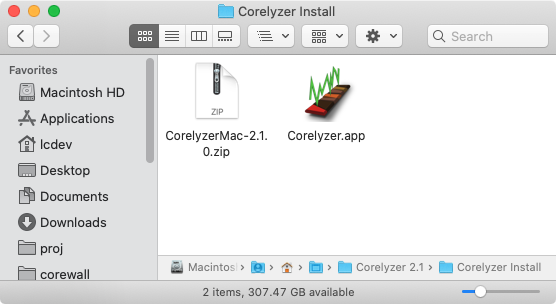 Corelyzer Install
Search
Favorites
Macintosh HD
Applications
lcdev
Desktop
Documents
Downloads
proj
corewall
ZIP
CorelyzerMac-2.1.
0.zip
Corelyzer.app
Macintosh
Corelyzer 2.1
Corelyzer Install
2 items, 307.47 GB available